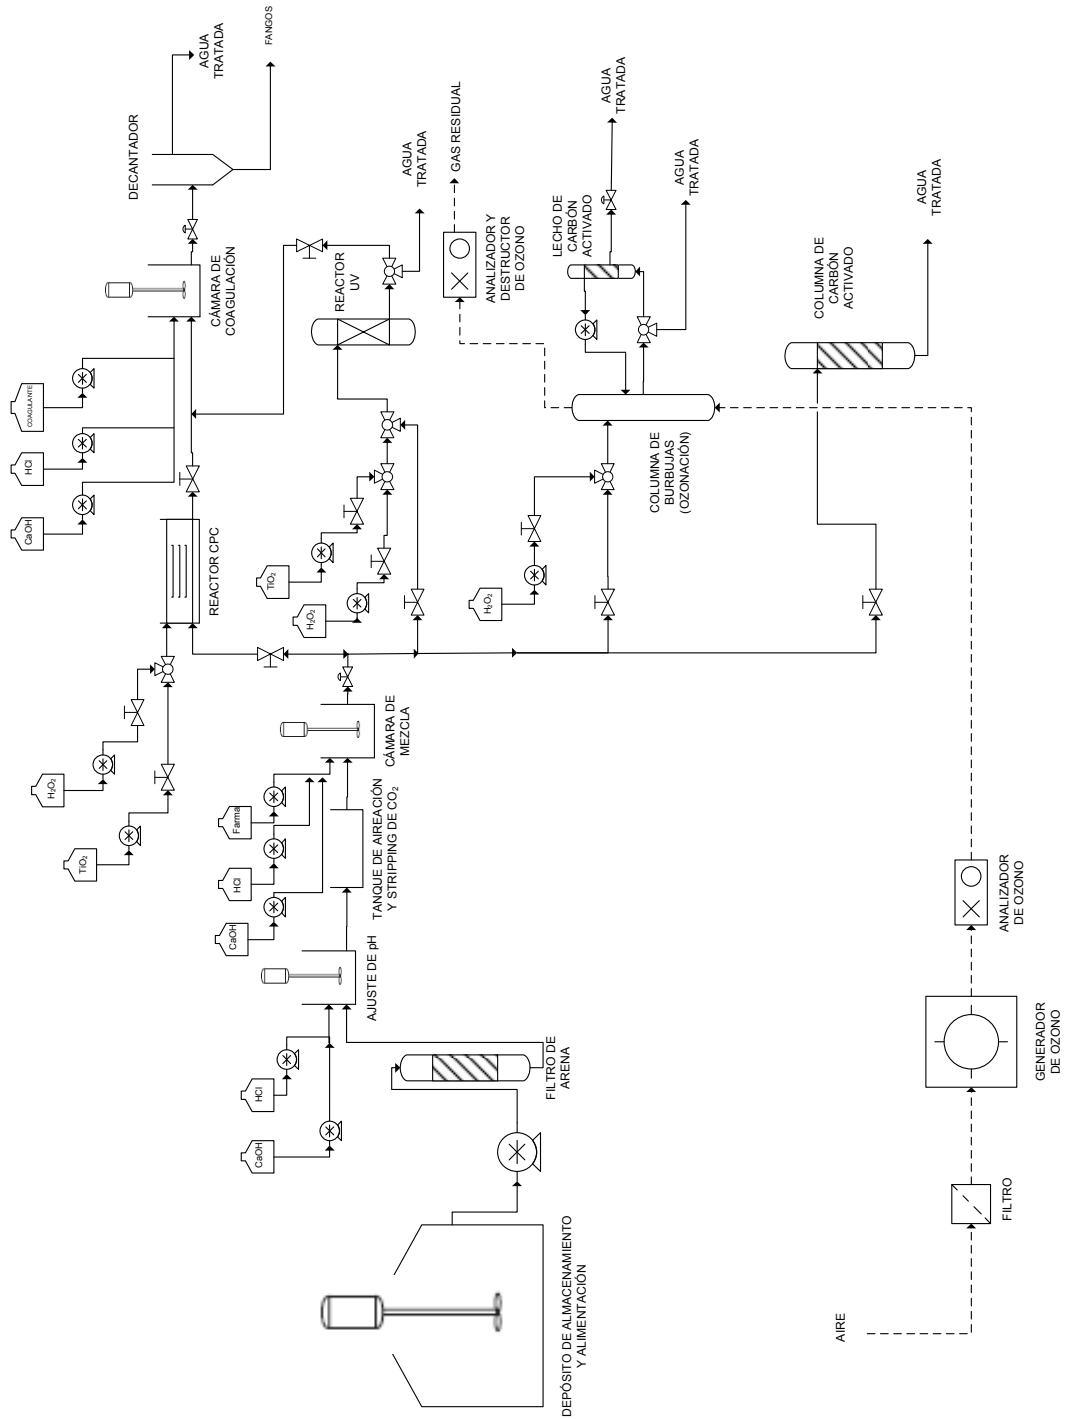 DEPÓSITO DE ALMACENAMIENTO
Y ALIMENTACIÓN
FILTRO DE
ARENA
CaOH
HCl
AJUSTE DE pH
TANQUE DE AIREACIÓN
Y STRIPPING DE CO₂
CaOH
HCl
Farma
CÁMARA DE
MEZCLA
TiO₂
H₂O₂
REACTOR CPC
CaOH
HCl
COAGULANTE
CÁMARA DE
COAGULACIÓN
DECANTADOR
AGUA
TRATADA
FANGOS
H₂O₂
TiO₂
REACTOR
UV
AGUA
TRATADA
ANALIZADOR Y
DESTRUCTOR
DE OZONO
GAS RESIDUAL
H₂O₂
COLUMNA DE
BURBUJAS
(OZONACIÓN)
LECHO DE
CARBÓN
ACTIVADO
AGUA
TRATADA
AGUA
TRATADA
COLUMNA DE
CARBÓN
ACTIVADO
AGUA
TRATADA
AIRE
FILTRO
GENERADOR
DE OZONO
ANALIZADOR
DE OZONO